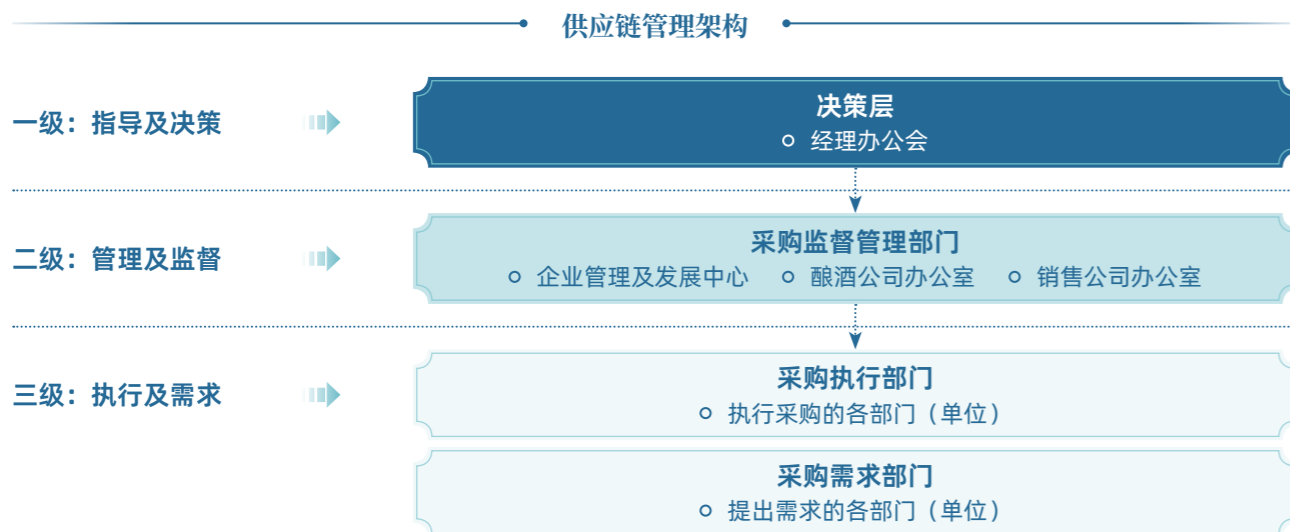 供应链管理架构
一级：指导及决策
决策层
经理办公会
二级：管理及监督
采购监督管理部门
企业管理及发展中心 酿酒公司办公室 销售公司办公室
三级：执行及需求
采购执行部门
执行采购的各部门（单位）
采购需求部门
提出需求的各部门（单位）